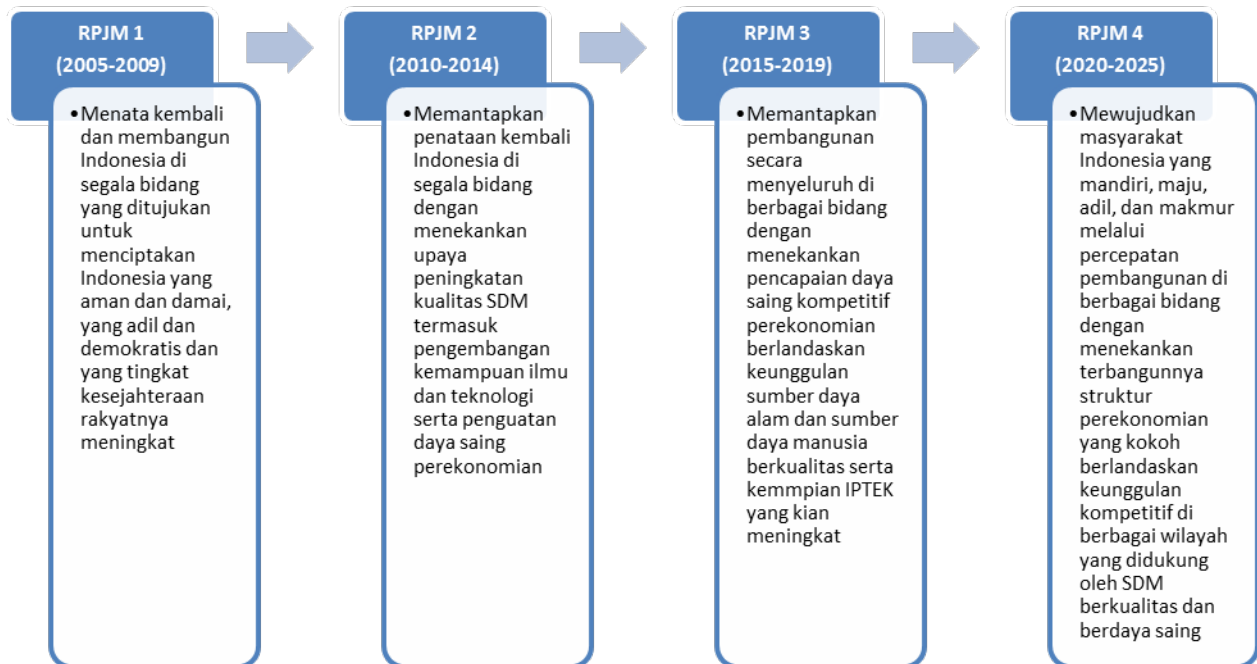 RPJM 1
(2005-2009)
•Menata kembali
dan membangun
Indonesia di
segala bidang
yang ditujukan
untuk
menciptakan
Indonesia yang
aman dan damai,
yang adil dan
demokratis dan
yang tingkat
kesejahteraan
rakyatnya
meningkat
RPJM 2
(2010-2014)
•Memantapkan
penataan kembali
Indonesia di
segala bidang
dengan
menekankan
upaya
peningkatan
kualitas SDM
termasuk
pengembangan
kemampuan ilmu
dan teknologi
serta penguatan
daya saing
perekonomian
RPJM 3
(2015-2019)
•Memantapkan
pembangunan
secara
menyeluruh di
berbagai bidang
dengan
menekankan
pencapaian daya
saing kompetitif
perekonomian
berlandaskan
keunggulan
sumber daya
alam dan sumber
daya manusia
berkualitas serta
kemmpian IPTEK
yang kian
meningkat
RPJM 4
(2020-2025)
•Mewujudkan
masyarakat
Indonesia yang
mandiri, maju,
adil, dan makmur
melalui
percepatan
pembangunan di
berbagai bidang
dengan
menekankan
terbangunnya
struktur
perekonomian
yang kokoh
berlandaskan
keunggulan
kompetitif di
berbagai wilayah
yang didukung
oleh SDM
berkualitas dan
berdaya saing